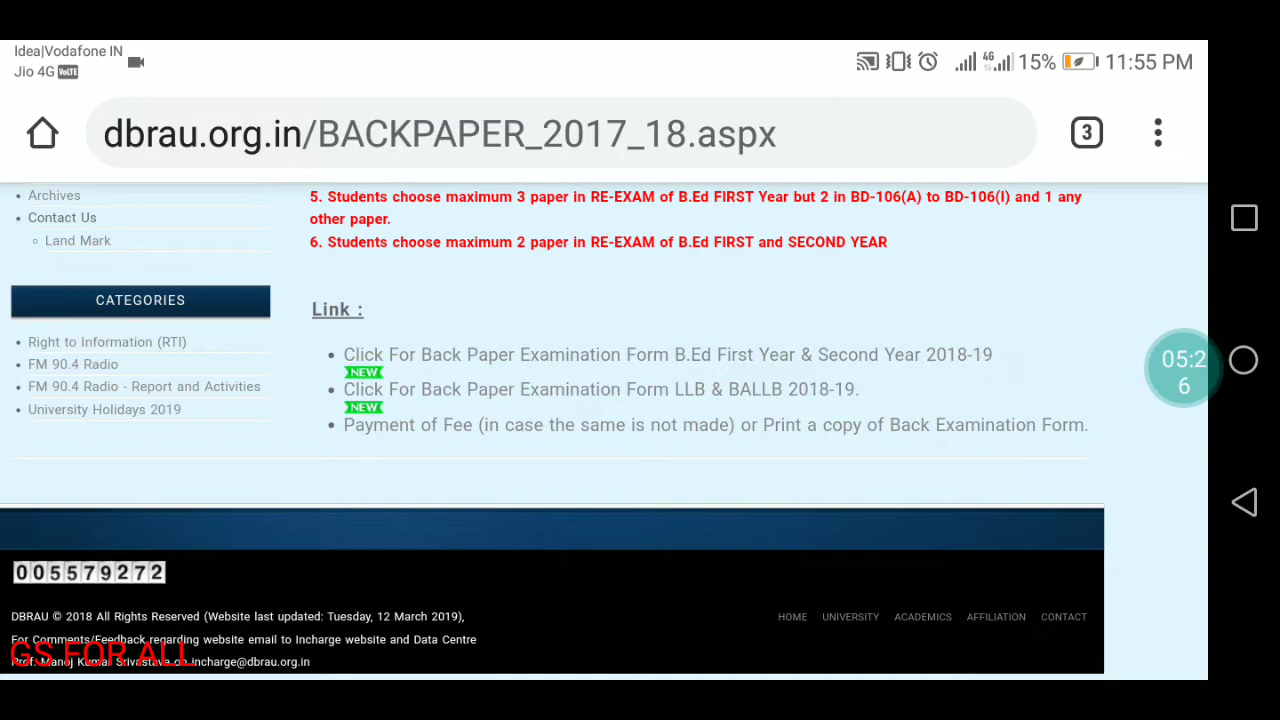 Idea|Vodafone IN
Jio 4G VoLTE
4G 15% 11:55 PM
dbrau.org.in/BACKPAPER_2017_18.aspx
3
Archives
Contact Us
Land Mark
5. Students choose maximum 3 paper in RE-EXAM of B.Ed FIRST Year but 2 in BD-106(A) to BD-106(I) and 1 any
other paper.
6. Students choose maximum 2 paper in RE-EXAM of B.Ed FIRST and SECOND YEAR
CATEGORIES
Right to Information (RTI)
FM 90.4 Radio
FM 90.4 Radio - Report and Activities
University Holidays 2019
Link :
Click For Back Paper Examination Form B.Ed First Year & Second Year 2018-19
NEW
Click For Back Paper Examination Form LLB & BALLB 2018-19.
NEW
Payment of Fee (in case the same is not made) or Print a copy of Back Examination Form.
05:2
6
005579272
DBRAU © 2018 All Rights Reserved (Website last updated: Tuesday, 12 March 2019),
HOME UNIVERSITY ACADEMICS AFFILIATION CONTACT
For Comments/Feedback regarding website email to Incharge website and Data Centre
Prof. Manoj Kumar Srivastava on incharge@dbrau.org.in
GS FOR ALL